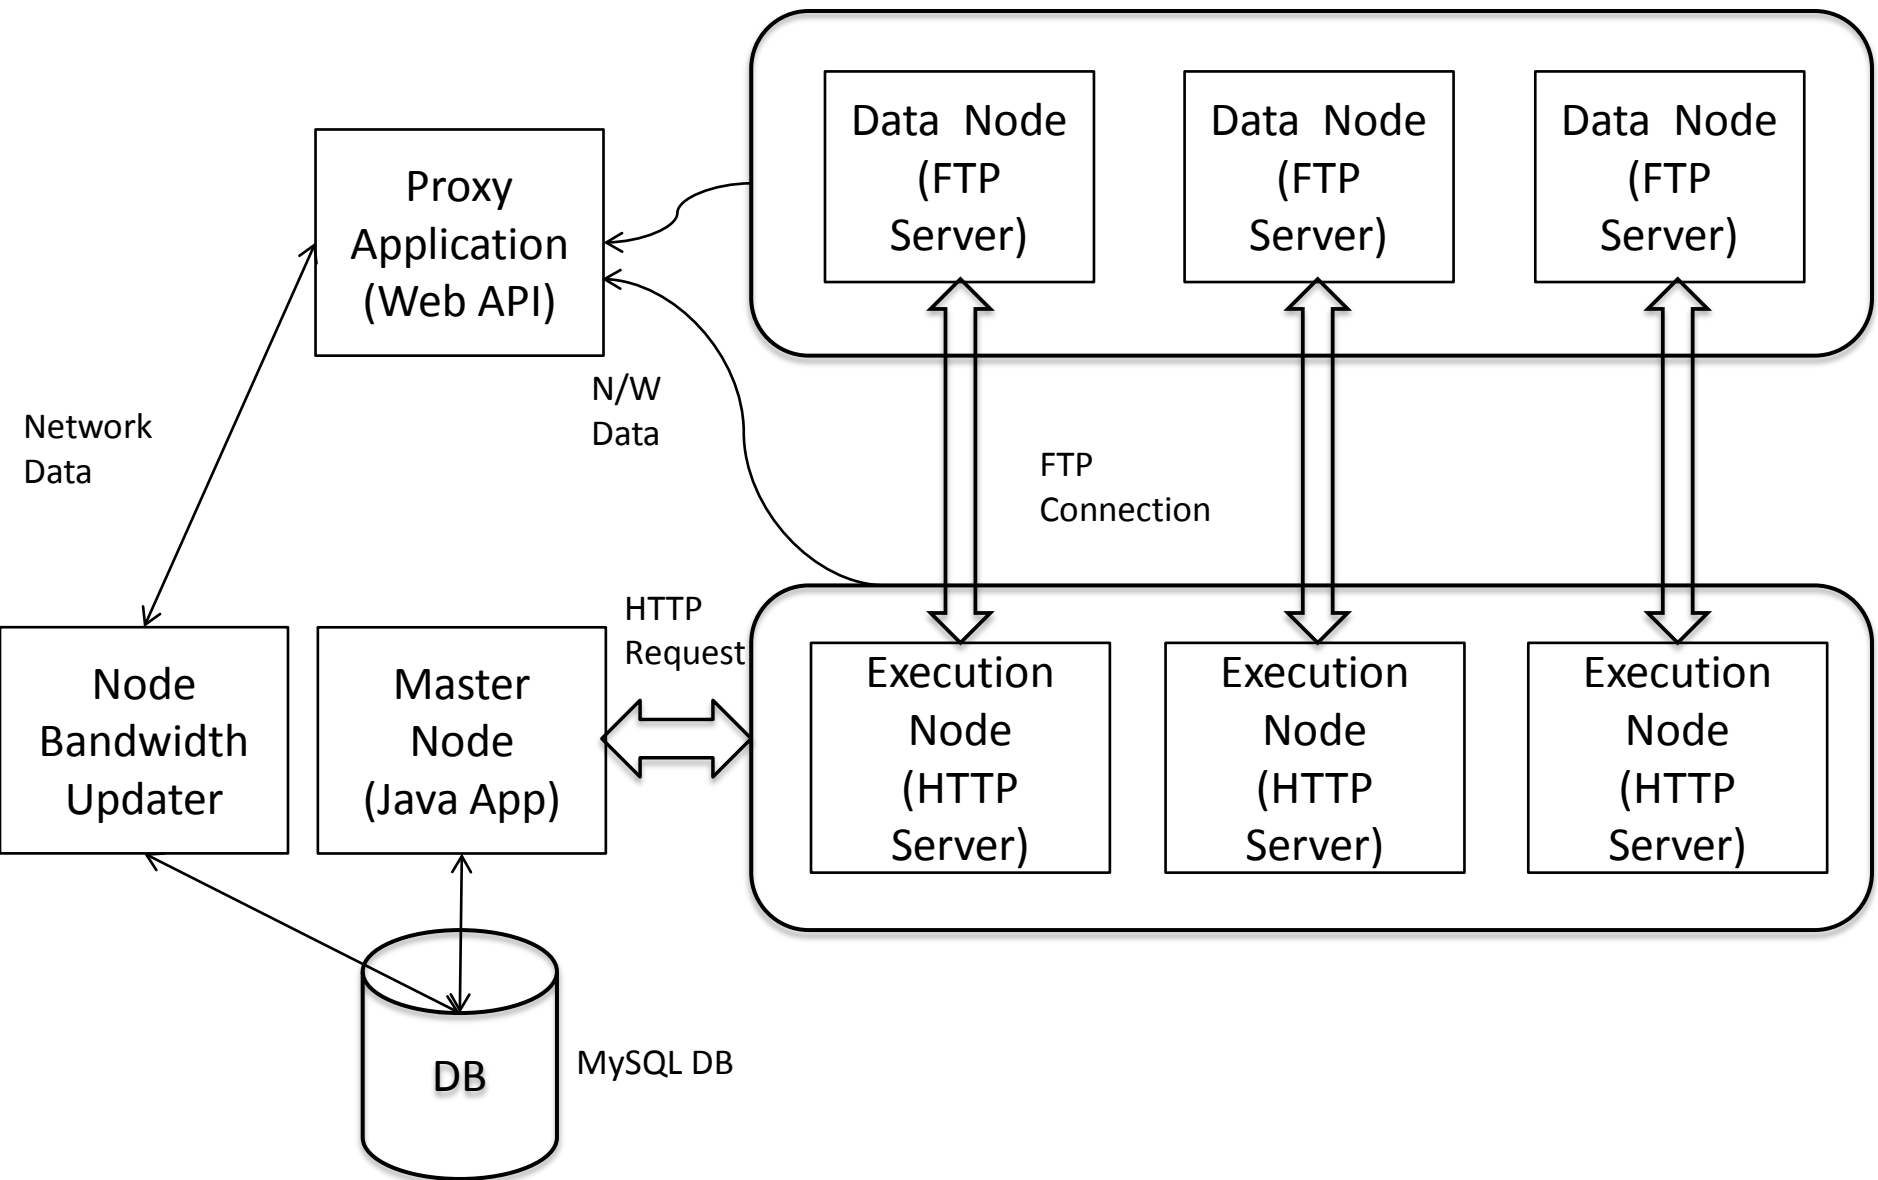 Data  Node
(FTP
Server)
Data  Node
(FTP
Server)
Data  Node
(FTP
Server)
Proxy
Application
(Web API)
N/W
Data
Network
Data
FTP
Connection
HTTP
Request
Node
Bandwidth
Updater
Master
Node
(Java App)
Execution
Node
(HTTP
Server)
Execution
Node
(HTTP
Server)
Execution
Node
(HTTP
Server)
DB
MySQL DB